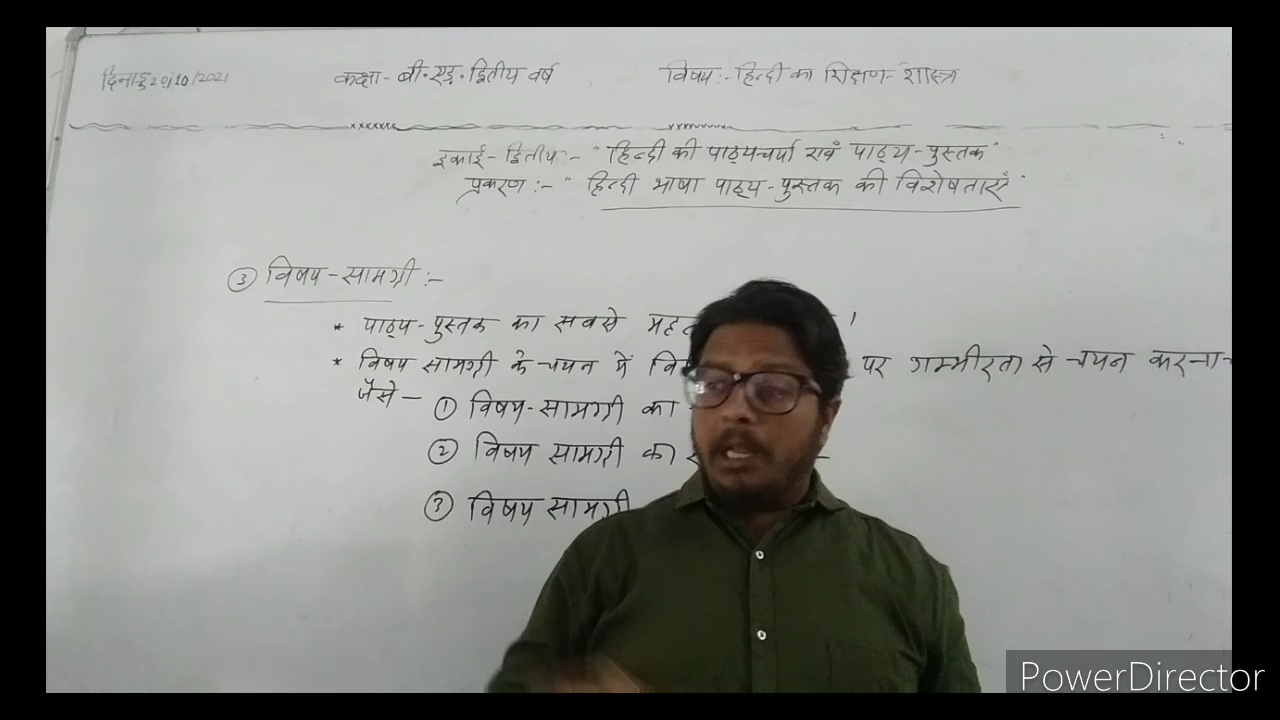 दिनाङ्क 20/10/2021 कक्षा - बी.एड. द्वितीय वर्ष विषय :- हिन्दी का शिक्षण-शास्त्र
इकाई - द्वितीय :- "हिन्दी की पाठ्यचर्या एवं पाठ्य-पुस्तक"
प्रकरण :- "हिन्दी भाषा पाठ्य-पुस्तक की विशेषताएँ"
③ विषय-सामग्री :-
* पाठ्य-पुस्तक का सबसे
* विषय सामग्री के चयन में पर गम्भीरता से चयन करना
जैसे -
① विषय-सामग्री का
② विषय सामग्री का
③ विषय सामग्री
PowerDirector